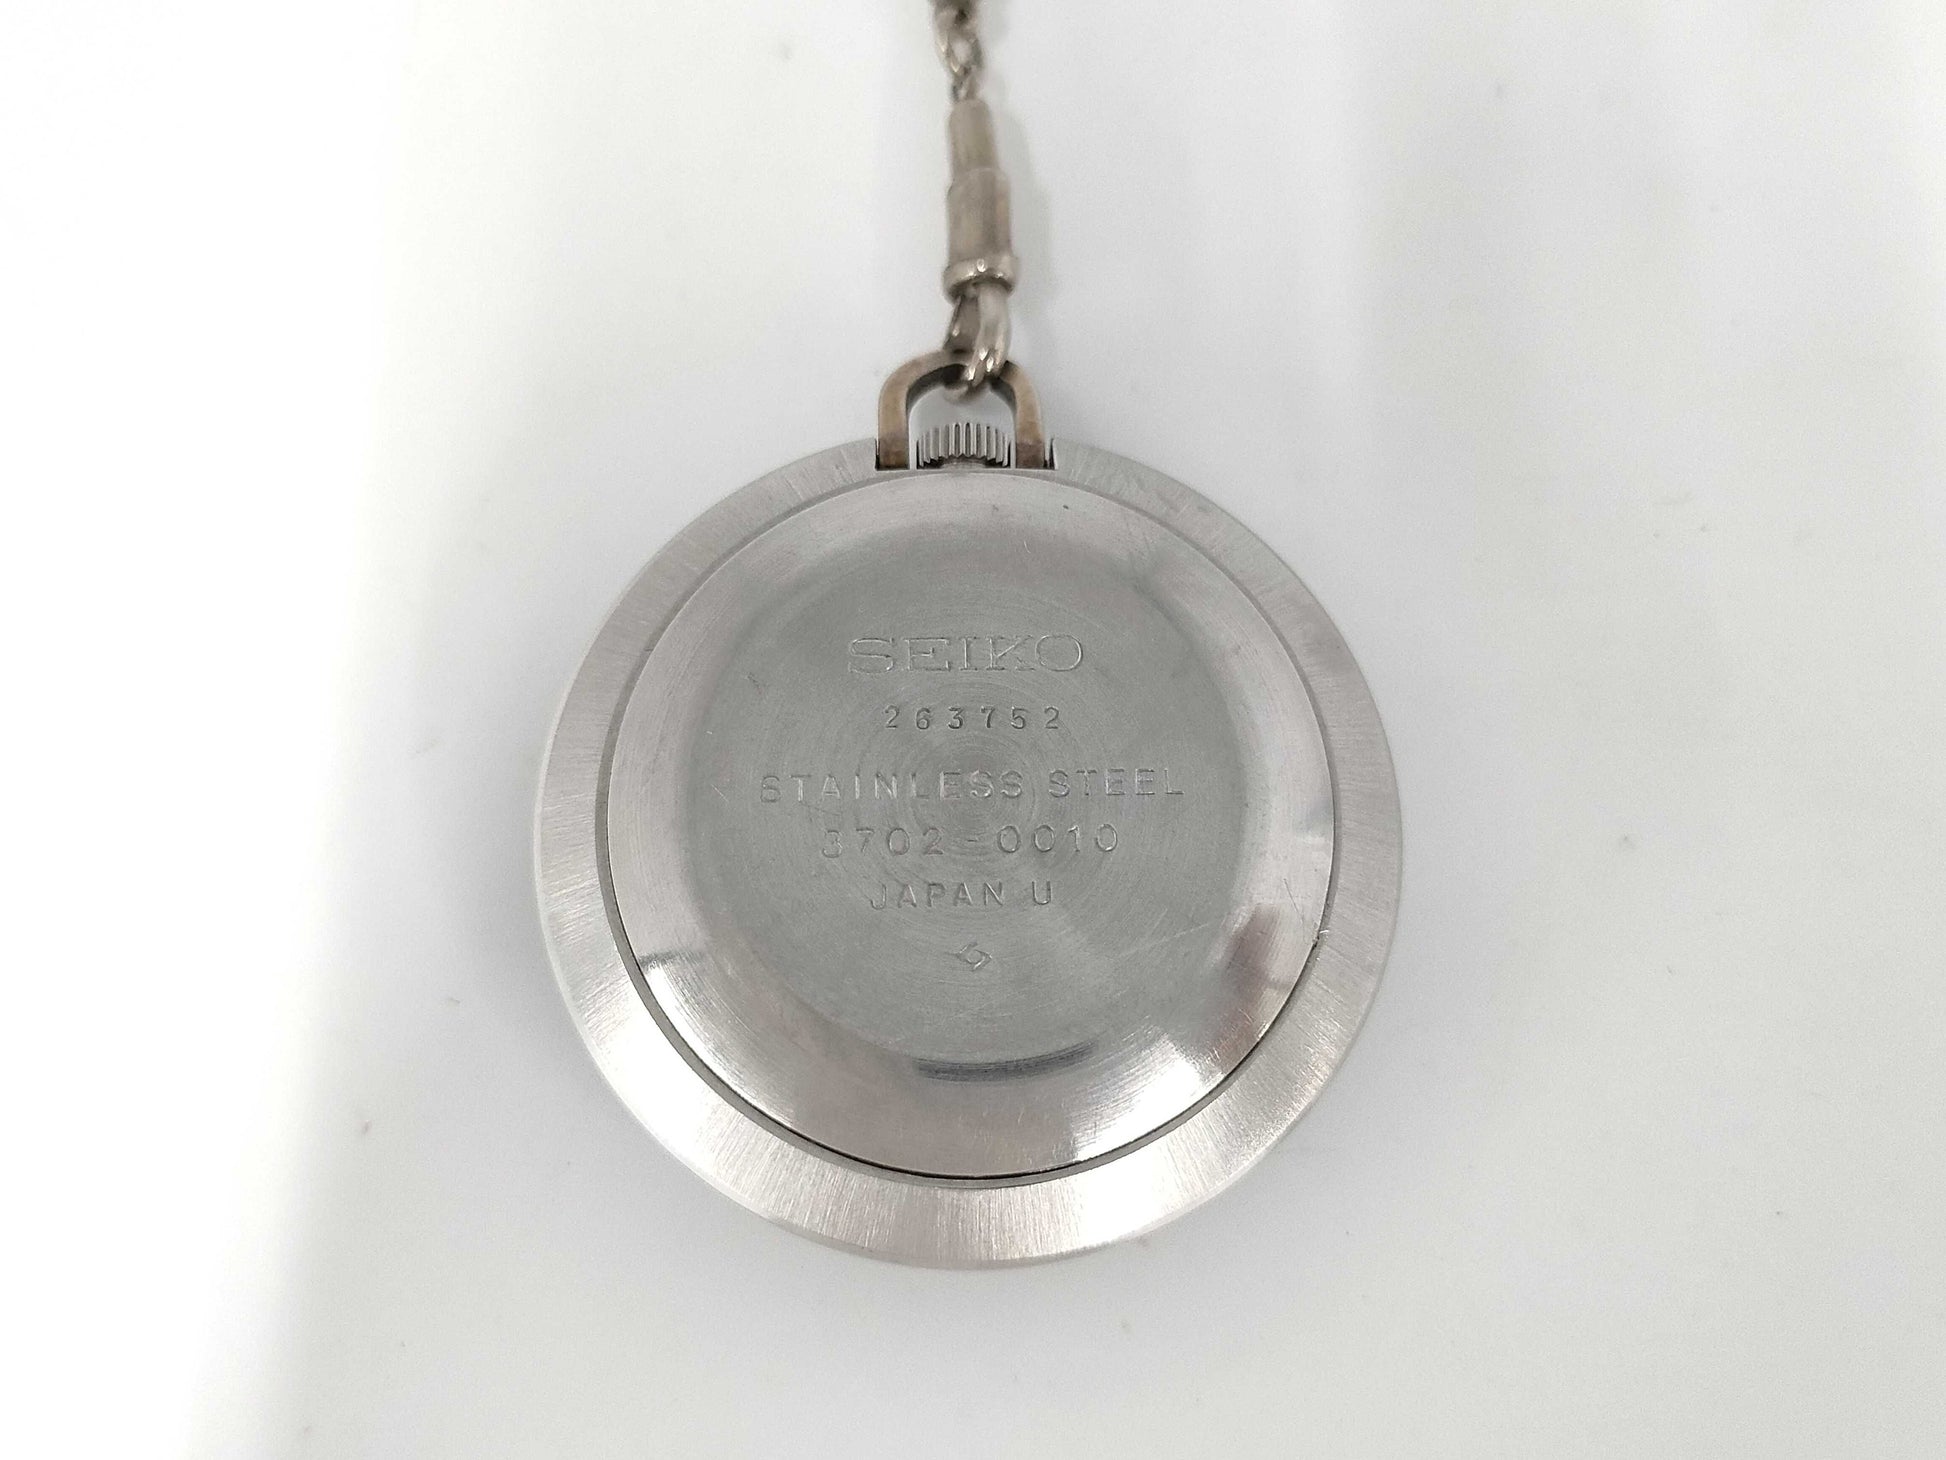 SEIKO
263752
STAINLESS STEEL
3702-0010
JAPAN U